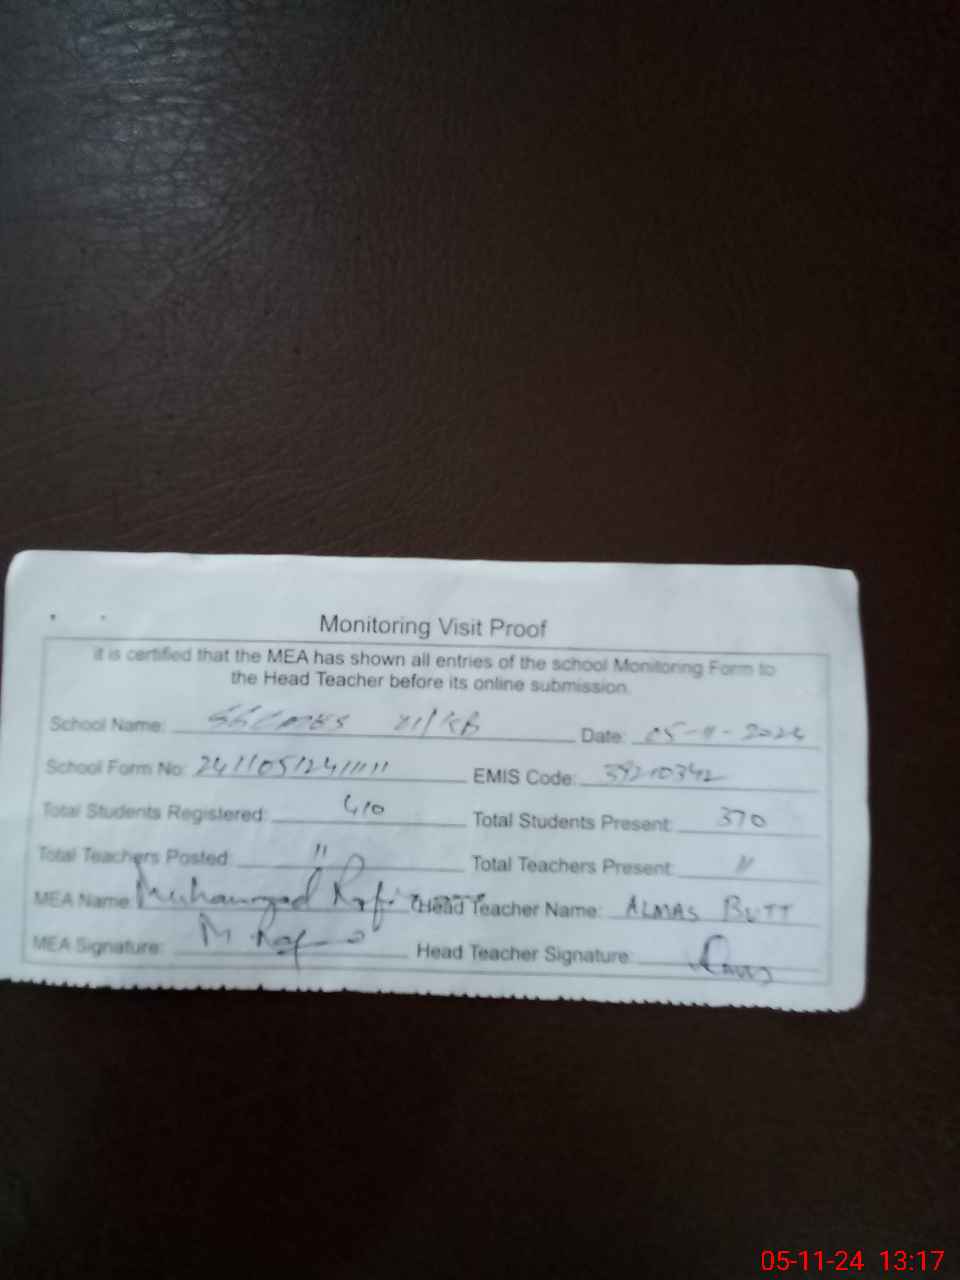 Monitoring Visit Proof
it is certified that the MEA has shown all entries of the school Monitoring Form to
the Head Teacher before its online submission.
School Name: 21/KB Date: 05-11-2024
School Form No: EMIS Code:
Total Students Registered: 410 Total Students Present: 370
Total Teachers Posted: 11 Total Teachers Present: 11
MEA Name: Muhammad Head Teacher Name: ALMAS BUTT
MEA Signature: Head Teacher Signature:
05-11-24 13:17